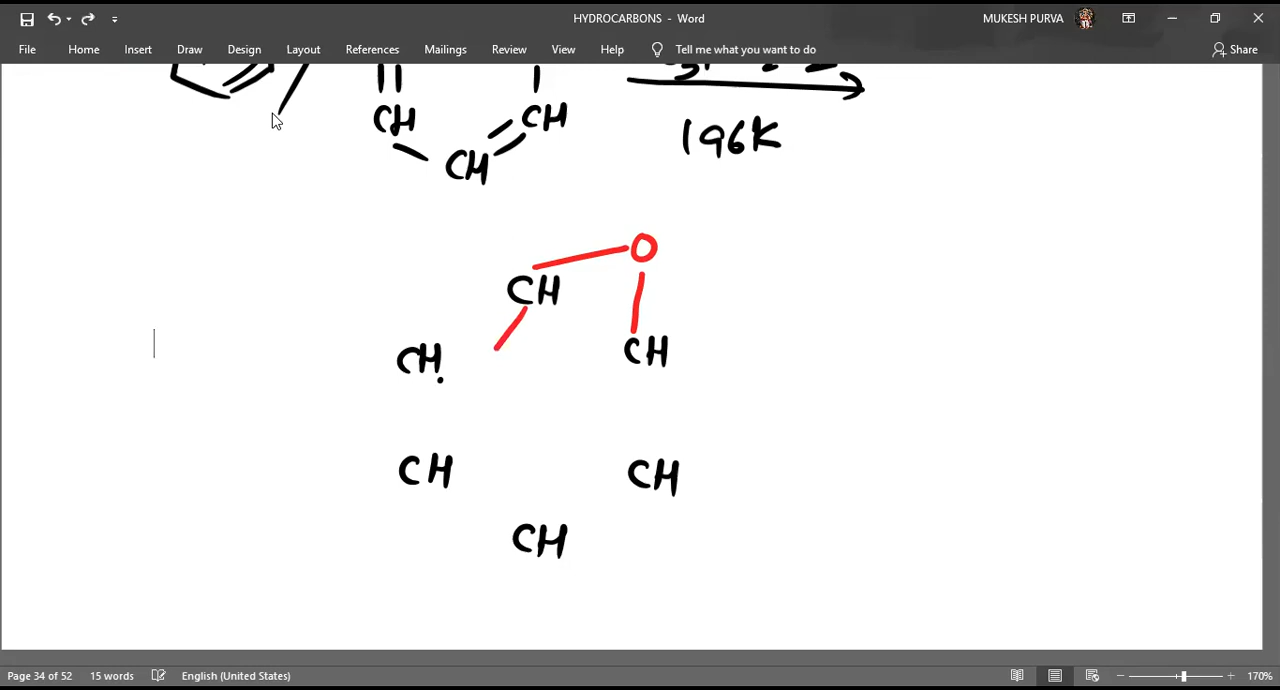 HYDROCARBONS - Word
MUKESH PURVA
File Home Insert Draw Design Layout References Mailings Review View Help Tell me what you want to do Share
CH CH
CH
196K
O
CH
CH CH
CH CH
CH
Page 34 of 52 15 words English (United States) 170%